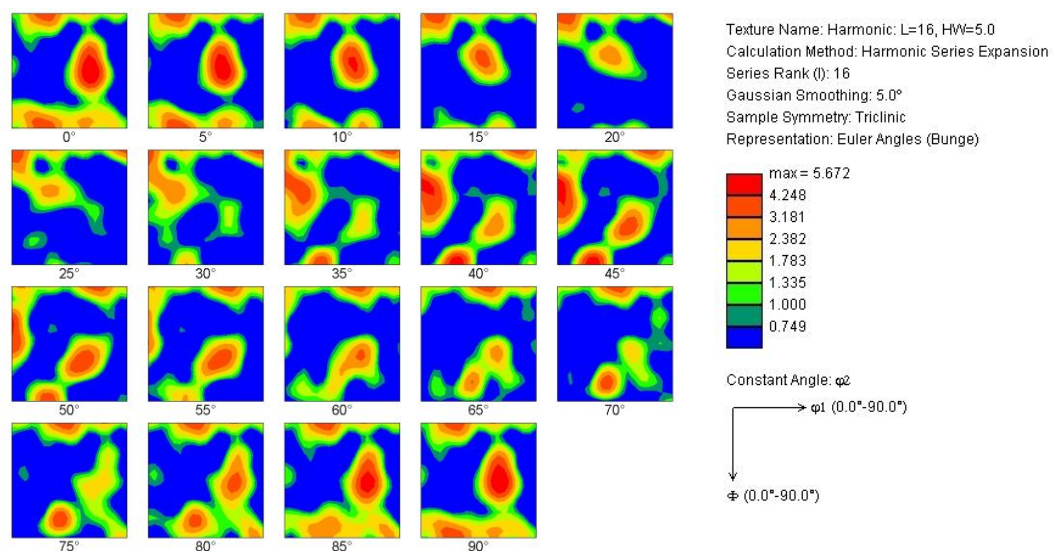 Texture Name: Harmonic: L=16, HW=5.0
Calculation Method: Harmonic Series Expansion
Series Rank (l): 16
Gaussian Smoothing: 5.0°
Sample Symmetry: Triclinic
Representation: Euler Angles (Bunge)
0° 5° 10° 15° 20°
25° 30° 35° 40° 45°
50° 55° 60° 65° 70°
75° 80° 85° 90°
max = 5.672
4.248
3.181
2.382
1.783
1.335
1.000
0.749
Constant Angle: φ2
φ1 (0.0°-90.0°)
Φ (0.0°-90.0°)